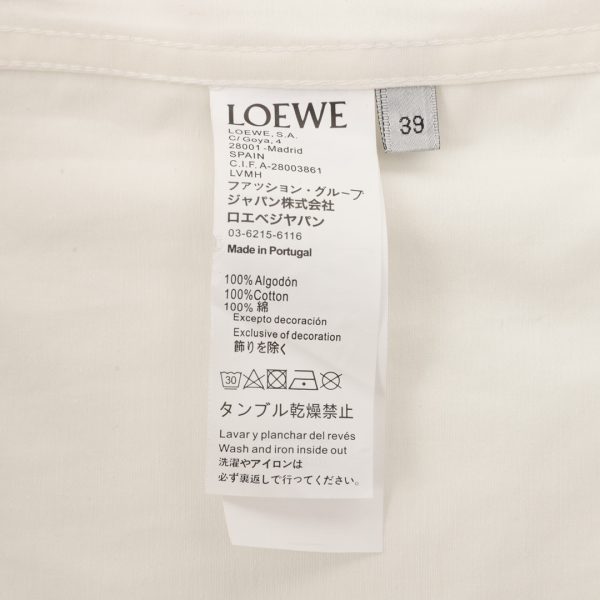 LOEWE
LOEWE, S.A.
C/ Goya, 4
28001 -Madrid
SPAIN
C.I.F. A-28003861
LVMH
ファッション・グループ
ジャパン株式会社
ロエベジヤパン
03-6215-6116
Made in Portugal
100% Algodón
100%Cotton
100% 綿
Excepto decoración
Exclusive of decoration
飾りを除く
30
タンブル乾燥禁止
Lavar y planchar del revés
Wash and iron inside out
洗濯やアイロンは
必ず裏返して行ってください。
39